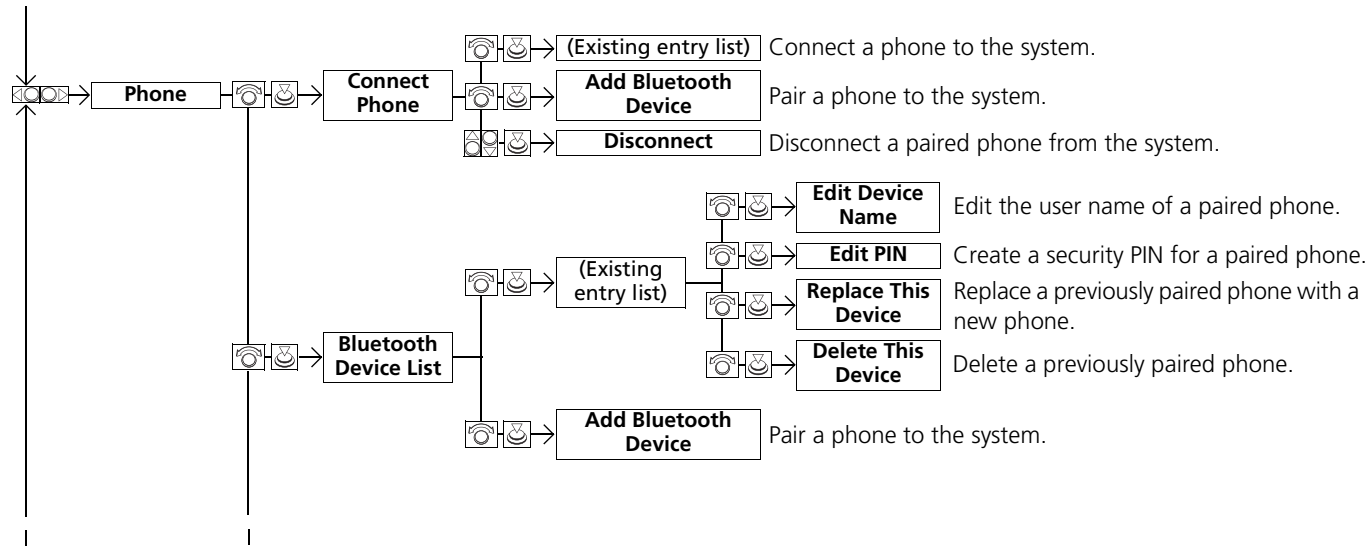 (Existing entry list) Connect a phone to the system.
Phone
Connect
Phone
Add Bluetooth
Device
Pair a phone to the system.
Disconnect
Disconnect a paired phone from the system.
Edit Device
Name
Edit the user name of a paired phone.
(Existing
entry list)
Edit PIN
Create a security PIN for a paired phone.
Replace This
Device
Replace a previously paired phone with a
new phone.
Bluetooth
Device List
Delete This
Device
Delete a previously paired phone.
Add Bluetooth
Device
Pair a phone to the system.